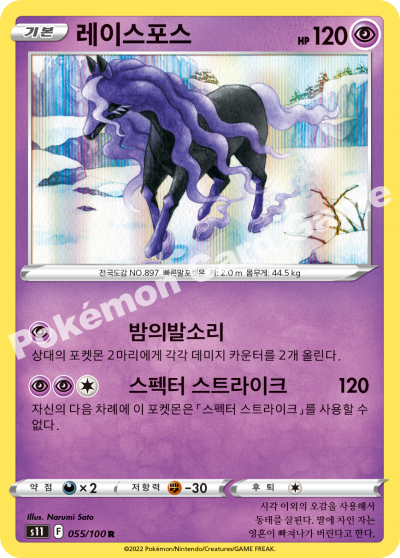 기본 레이스포스 HP 120
전국도감 NO.897 빠른말포켓몬 키: 2.0 m 몸무게: 44.5 kg
밤의발소리
상대의 포켓몬 2마리에게 각각 데미지 카운터를 2개 올린다.
스펙터 스트라이크 120
자신의 다음 차례에 이 포켓몬은 「스펙터 스트라이크」를 사용할 수
없다.
약점 ×2 저항력 -30 후퇴
Illus. Narumi Sato
s11 F 055/100 R
시각 이외의 오감을 사용해서
동태를 살핀다. 발에 차인 자는
영혼이 빠져나가 버린다고 한다.
©2022 Pokémon/Nintendo/Creatures/GAME FREAK.
Pokémon Card Game